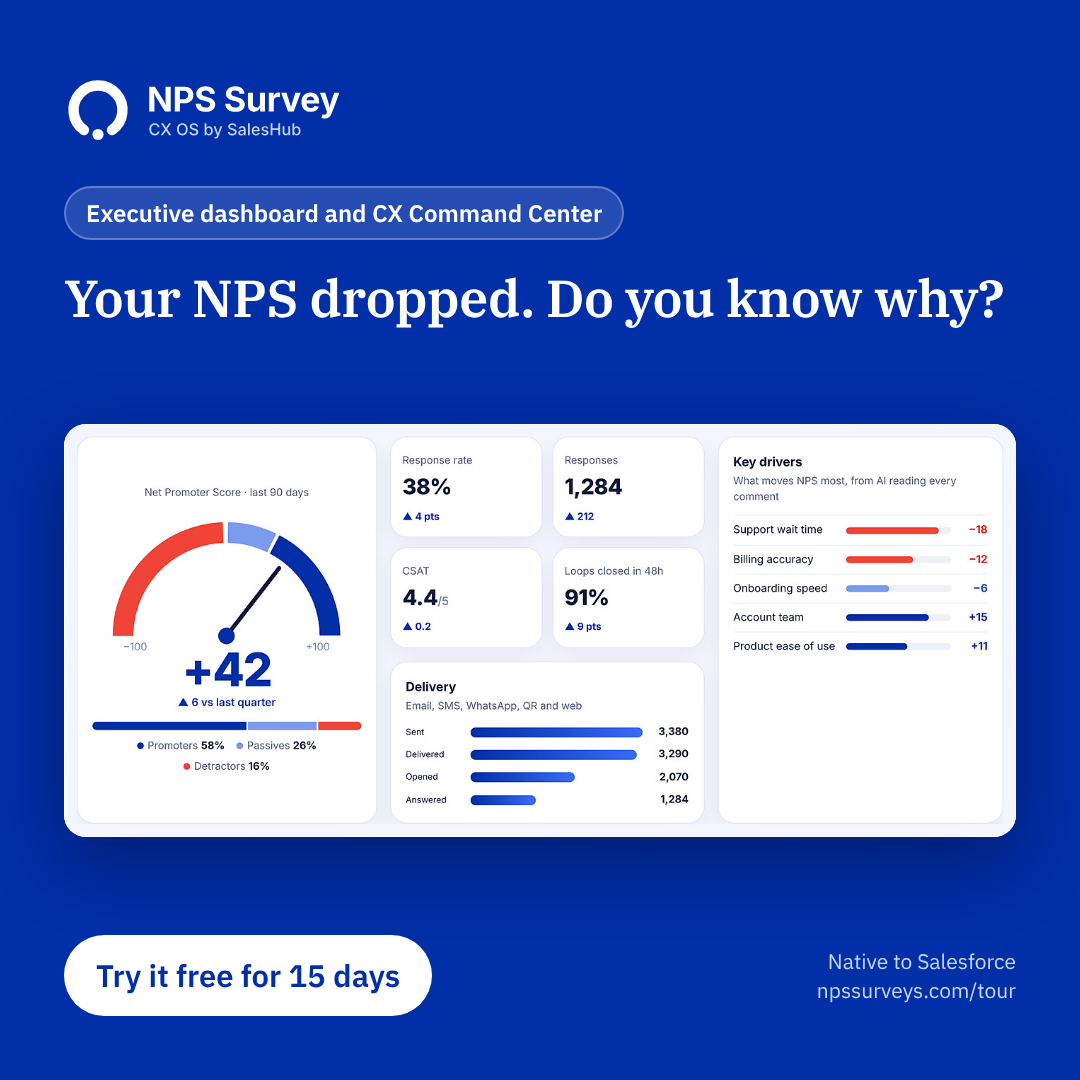 NPS Survey
CX OS by SalesHub
Executive dashboard and CX Command Center
Your NPS dropped. Do you know why?
Net Promoter Score · last 90 days
−100
+100
+42
▲ 6 vs last quarter
Promoters 58% Passives 26%
Detractors 16%
Response rate
38%
▲ 4 pts
Responses
1,284
▲ 212
CSAT
4.4/5
▲ 0.2
Loops closed in 48h
91%
▲ 9 pts
Delivery
Email, SMS, WhatsApp, QR and web
Sent 3,380
Delivered 3,290
Opened 2,070
Answered 1,284
Key drivers
What moves NPS most, from AI reading every
comment
Support wait time −18
Billing accuracy −12
Onboarding speed −6
Account team +15
Product ease of use +11
Try it free for 15 days
Native to Salesforce
npssurveys.com/tour